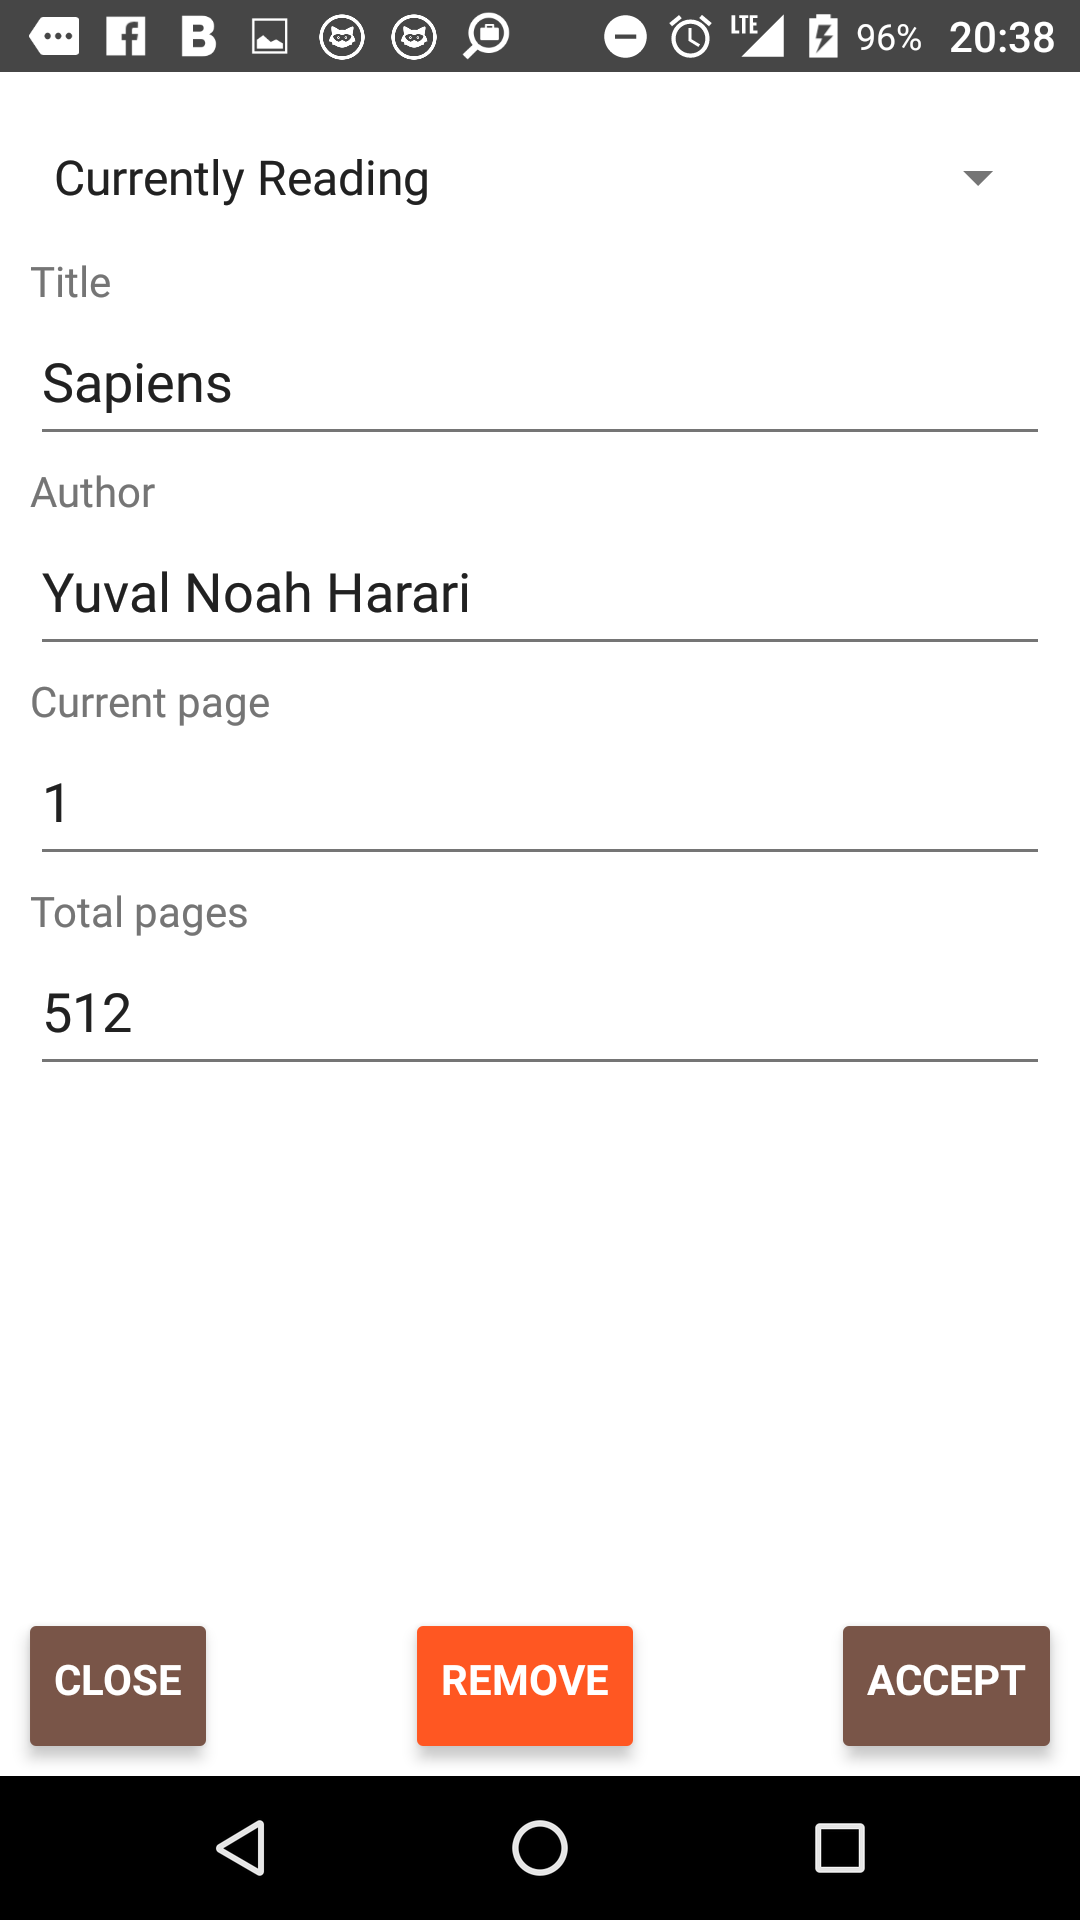 LTE 96% 20:38
Currently Reading
Title
Sapiens
Author
Yuval Noah Harari
Current page
1
Total pages
512
CLOSE REMOVE ACCEPT